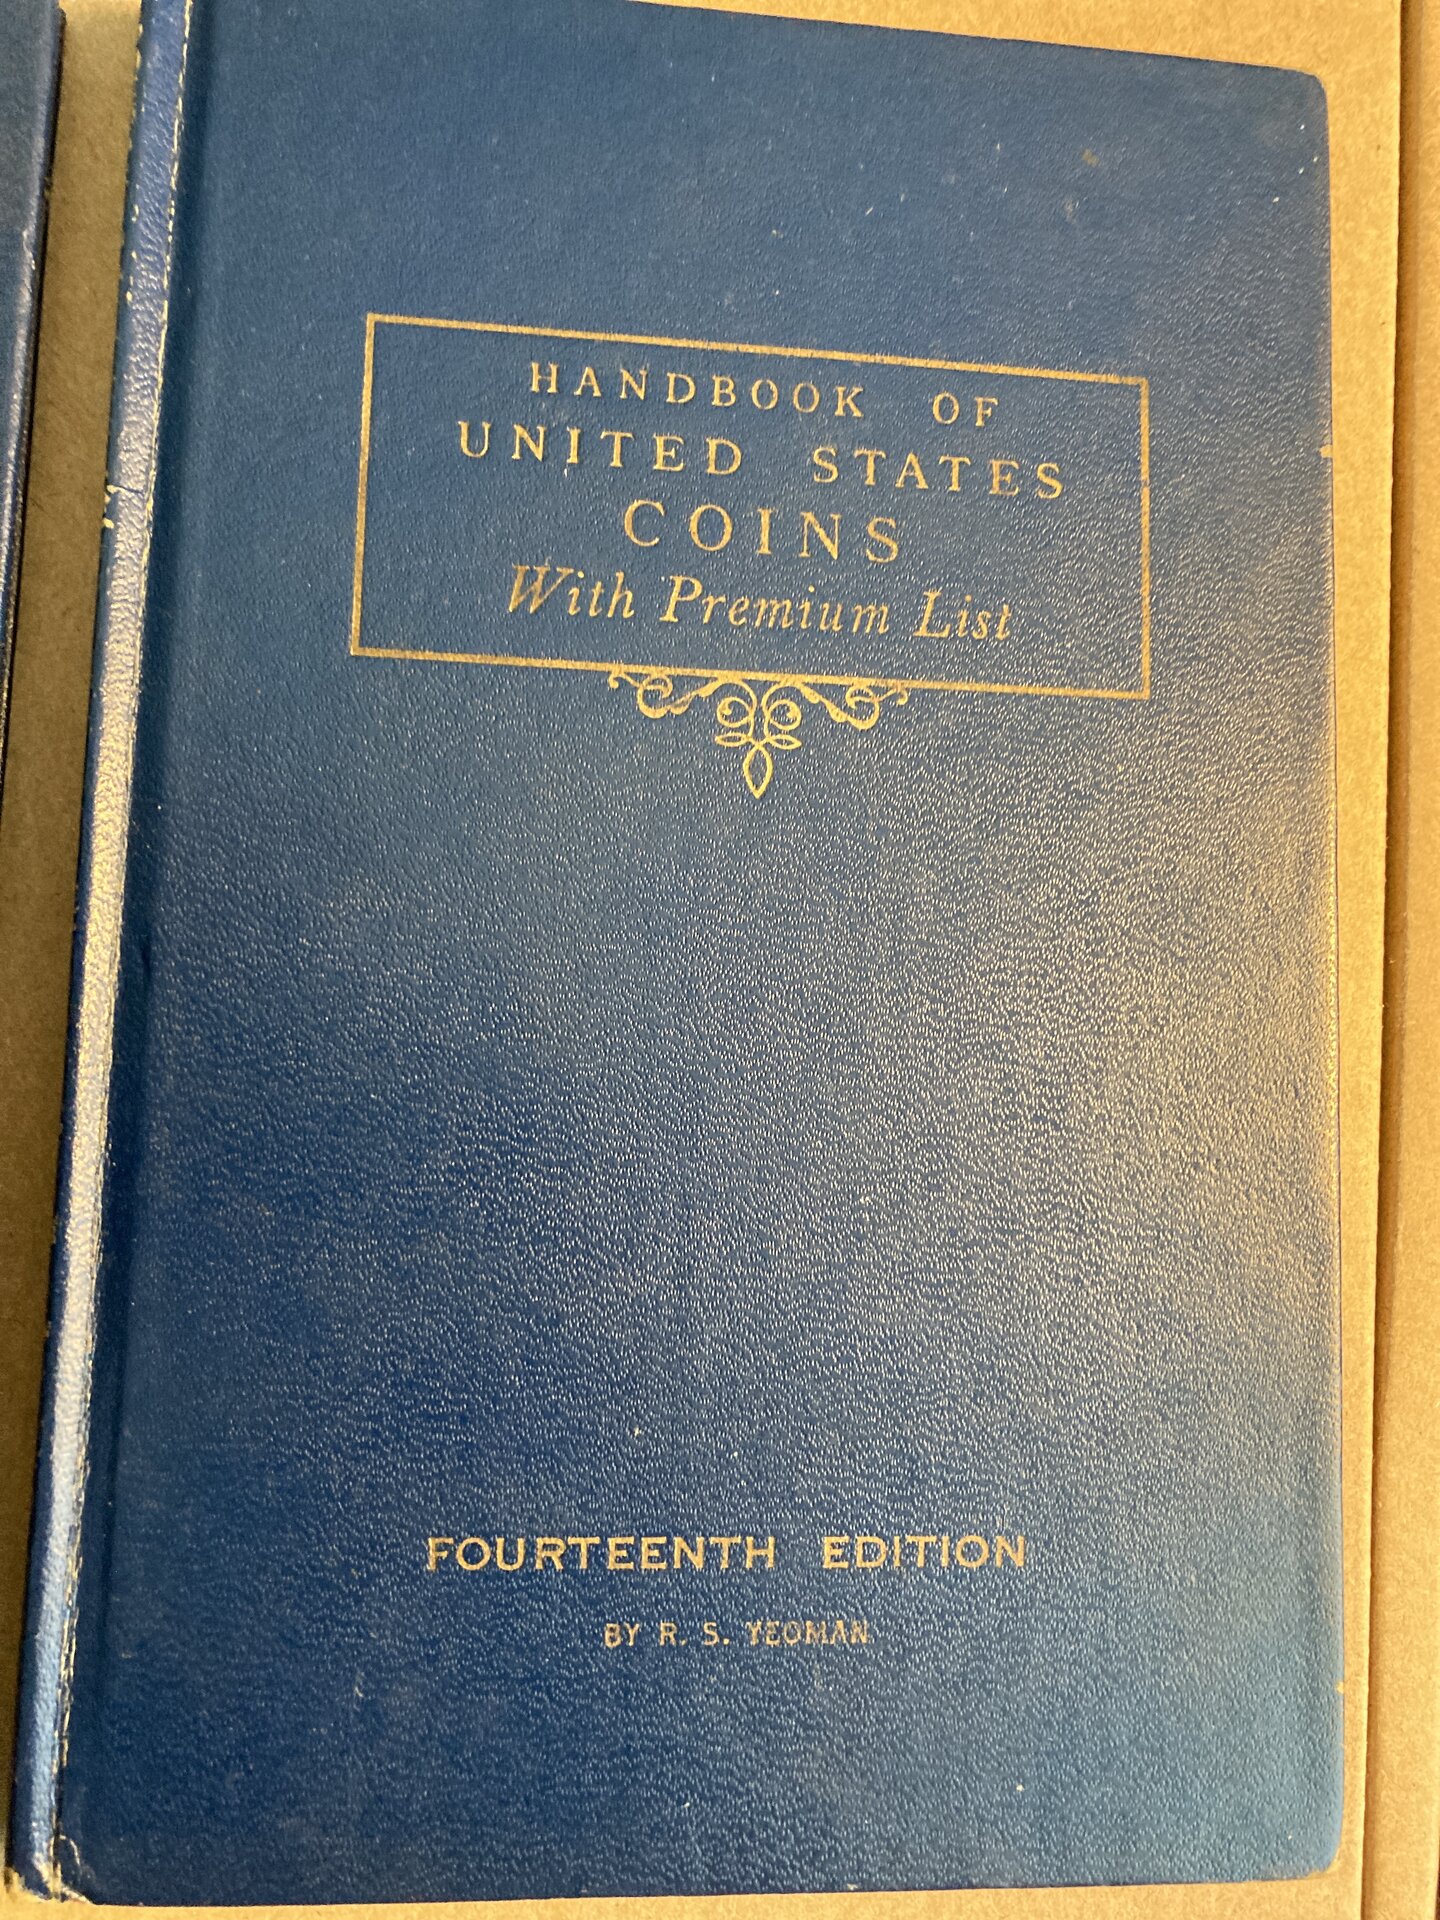 HANDBOOK OF
UNITED STATES
COINS
With Premium List
FOURTEENTH EDITION
BY R. S. YEOMAN